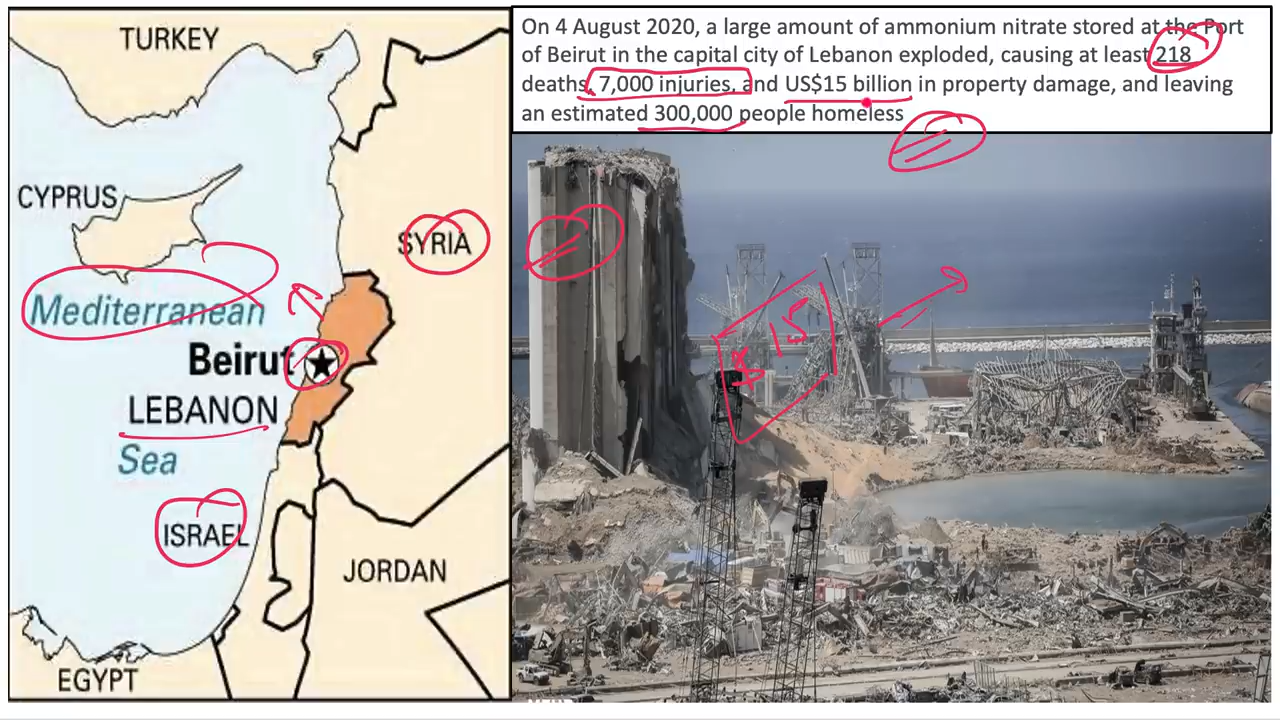 On 4 August 2020, a large amount of ammonium nitrate stored at the Port
of Beirut in the capital city of Lebanon exploded, causing at least 218
deaths, 7,000 injuries, and US$15 billion in property damage, and leaving
an estimated 300,000 people homeless
TURKEY
CYPRUS
SYRIA
Mediterranean
Beirut
LEBANON
Sea
ISRAEL
JORDAN
EGYPT
$ 15